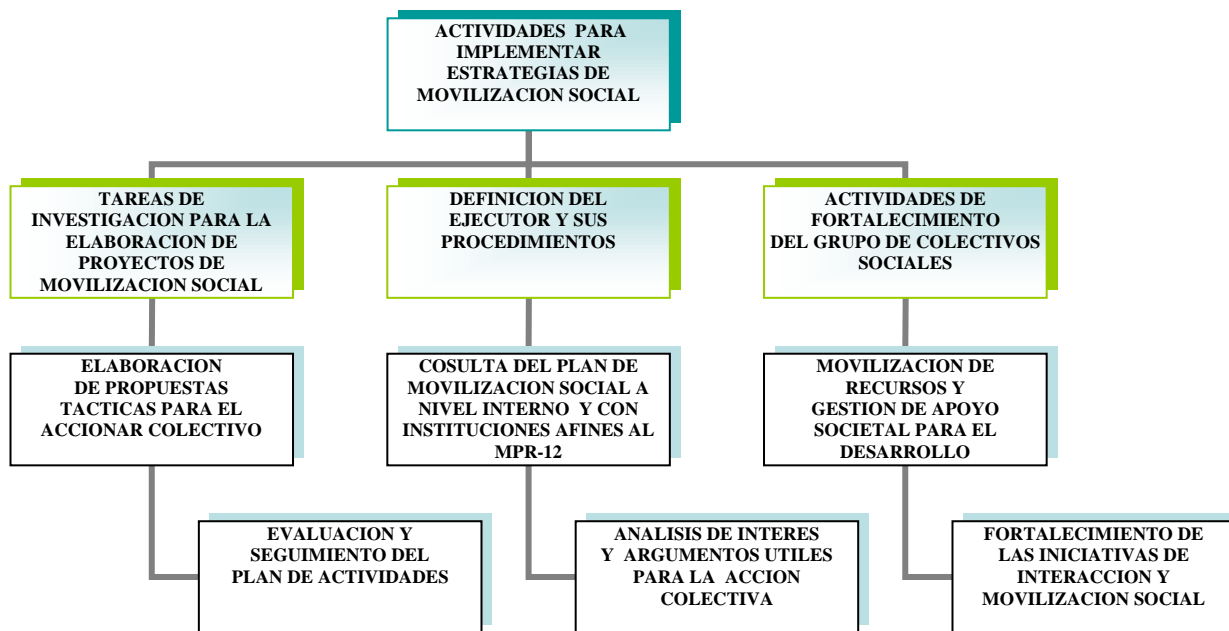 ACTIVIDADES PARA
IMPLEMENTAR
ESTRATEGIAS DE
MOVILIZACION SOCIAL
TAREAS DE
INVESTIGACION PARA LA
ELABORACION DE
PROYECTOS DE
MOVILIZACION SOCIAL
DEFINICION DEL
EJECUTOR Y SUS
PROCEDIMIENTOS
ACTIVIDADES DE
FORTALECIMIENTO
DEL GRUPO DE COLECTIVOS
SOCIALES
ELABORACION
DE PROPUESTAS
TACTICAS PARA EL
ACCIONAR COLECTIVO
COSULTA DEL PLAN DE
MOVILIZACION SOCIAL A
NIVEL INTERNO Y CON
INSTITUCIONES AFINES AL
MPR-12
MOVILIZACION DE
RECURSOS Y
GESTION DE APOYO
SOCIETAL PARA EL
DESARROLLO
EVALUACION Y
SEGUIMIENTO DEL
PLAN DE ACTIVIDADES
ANALISIS DE INTERES
Y ARGUMENTOS UTILES
PARA LA ACCION
COLECTIVA
FORTALECIMIENTO DE
LAS INICIATIVAS DE
INTERACCION Y
MOVILIZACION SOCIAL